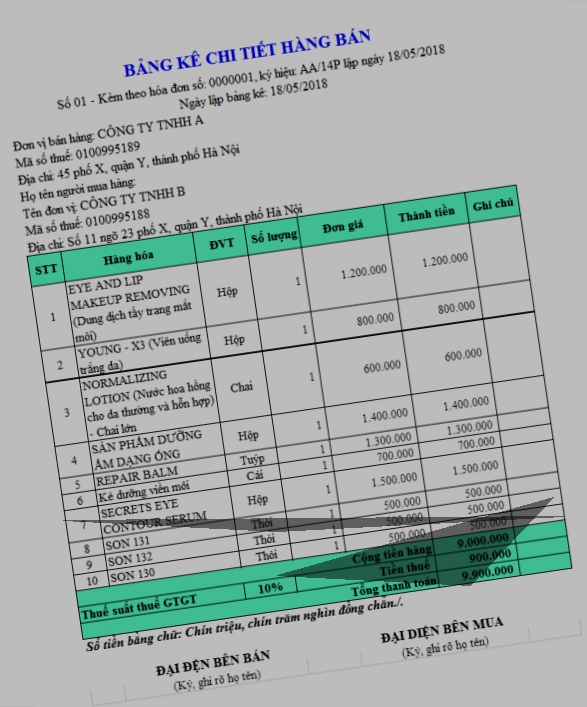 BẢNG KÊ CHI TIẾT HÀNG BÁN
Số 01 - Kèm theo hóa đơn số: 0000001, ký hiệu: AA/14P lập ngày 18/05/2018
Ngày lập bảng kê: 18/05/2018
Đơn vị bán hàng: CÔNG TY TNHH A
Mã số thuế: 0100995189
Địa chỉ: 45 phố X, quận Y, thành phố Hà Nội
Họ tên người mua hàng:
Tên đơn vị: CÔNG TY TNHH B
Mã số thuế: 0100995188
Địa chỉ: Số 11 ngõ 23 phố X, quận Y, thành phố Hà Nội
STT Hàng hóa ĐVT Số lượng Đơn giá Thành tiền Ghi chú
EYE AND LIP
MAKEUP REMOVING
1 (Dung dịch tẩy trang mắt Hộp 1 1.200.000 1.200.000
môi)
2 YOUNG - X3 (Viên uống Hộp 1 800.000 800.000
trắng da)
NORMALIZING
LOTION (Nước hoa hồng
3 cho da thường và hỗn hợp) Chai 1 600.000 600.000
- Chai lớn
4 SẢN PHẨM DƯỠNG Hộp 1 1.400.000 1.400.000
ẨM DẠNG ỐNG
5 REPAIR BALM Tuýp 1 1.300.000 1.300.000
6 Kẻ dưỡng viền môi Cái 1 700.000 700.000
7 SECRETS EYE Hộp 1 1.500.000 1.500.000
CONTOUR SERUM
8 SON 131 Thỏi 1 500.000 500.000
9 SON 132 Thỏi 1 500.000 500.000
10 SON 130 Thỏi 1 500.000 500.000
Cộng tiền hàng 9.000.000
Thuế suất thuế GTGT 10% Tiền thuế 900.000
Tổng thanh toán 9.900.000
Số tiền bằng chữ: Chín triệu, chín trăm nghìn đồng chẵn./.
ĐẠI DIỆN BÊN BÁN ĐẠI DIỆN BÊN MUA
(Ký, ghi rõ họ tên) (Ký, ghi rõ họ tên)